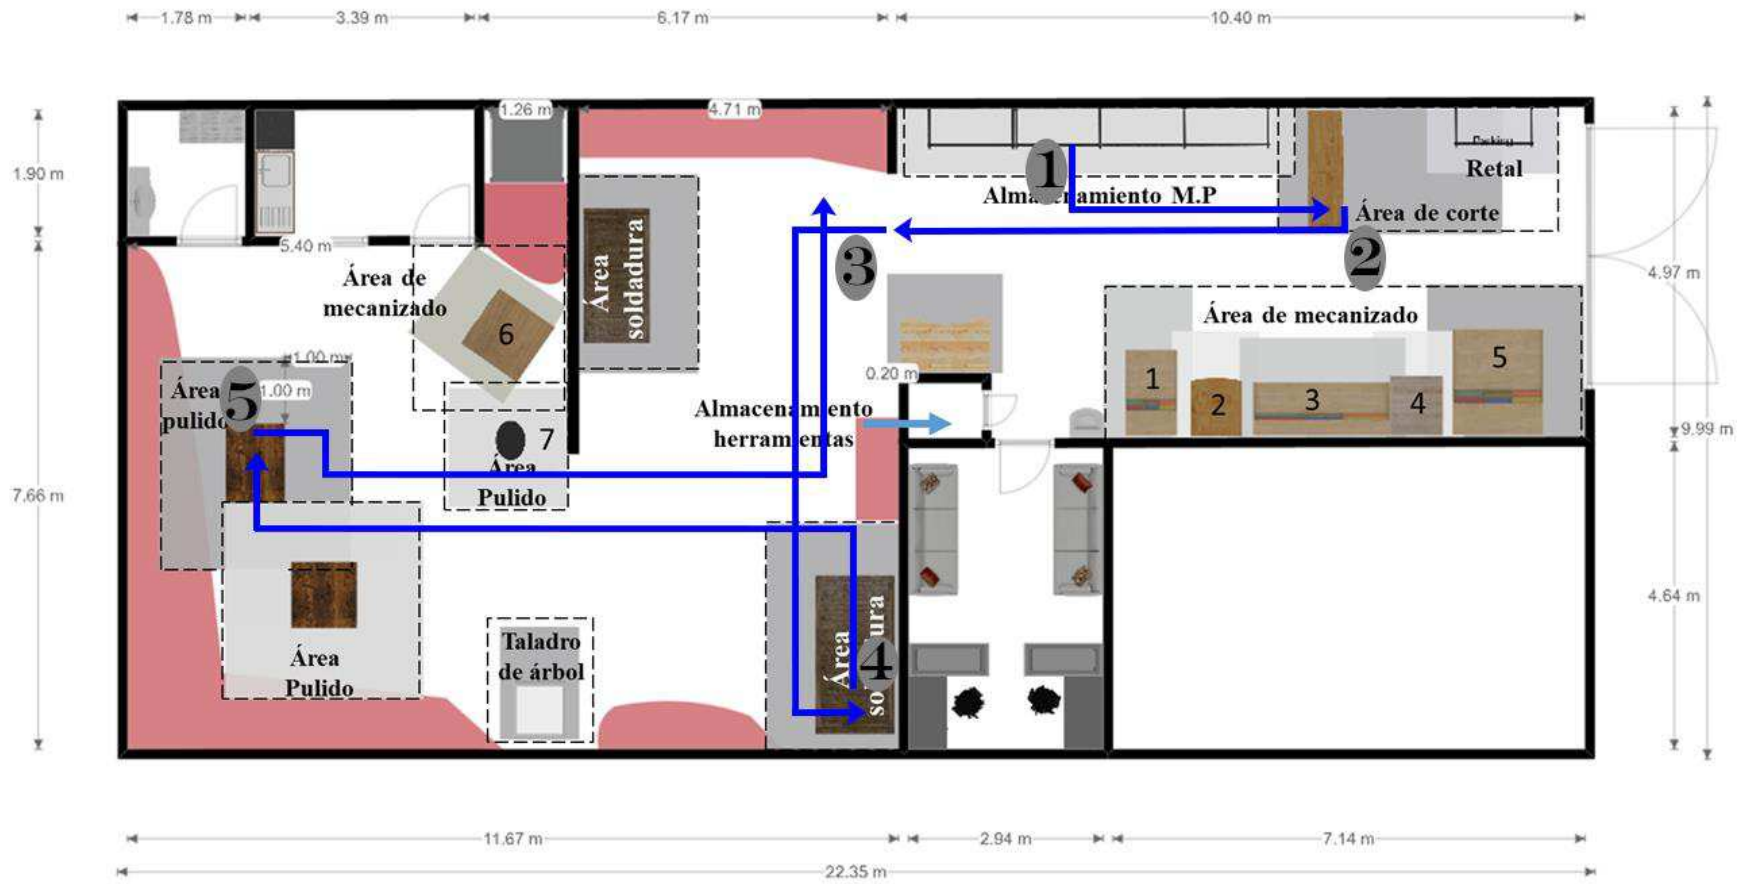 1.78 m
3.39 m
6.17 m
10.40 m
1.26 m
4.71 m
1.90 m
Retal
1
Almacenamiento M.P
Área de corte
2
5.40 m
3
4.97 m
Área de
mecanizado
Área
soldadura
Área de mecanizado
6
1
2
3
4
5
1.00 m
1.00 m
0.20 m
Área
pulido
5
Almacenamiento
herramientas
9.99 m
7
Área
Pulido
7.66 m
4.64 m
Taladro
de árbol
Área
soldadura
4
Área
Pulido
11.67 m
2.94 m
7.14 m
22.35 m